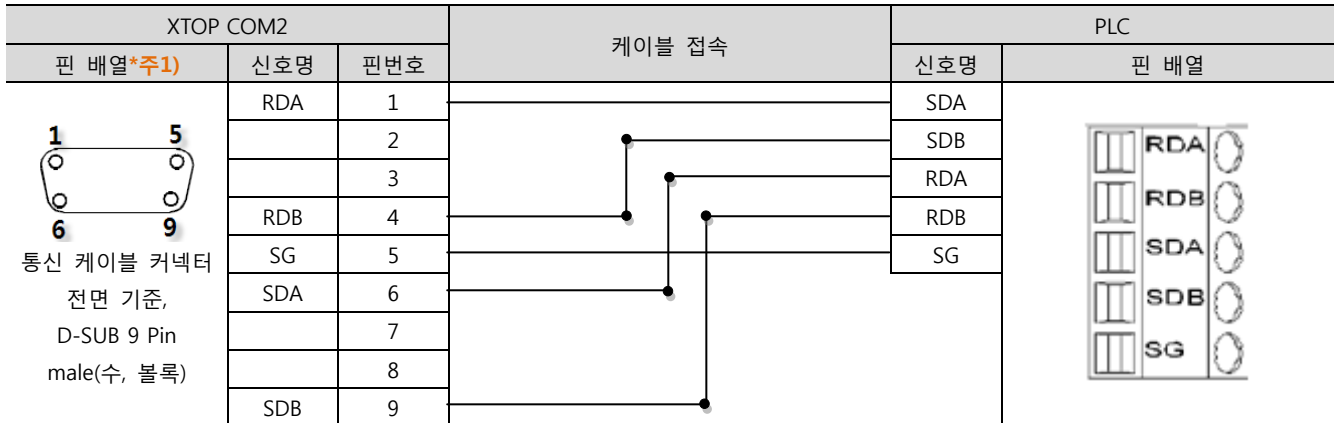 XTOP COM2 케이블 접속 PLC
핀 배열*주1) 신호명 핀번호 신호명 핀 배열
RDA 1 SDA
2 SDB
3 RDA
RDB 4 RDB
SG 5 SG
SDA 6
7
8
SDB 9
1 5
6 9
통신 케이블 커넥터
전면 기준,
D-SUB 9 Pin
male(수, 볼록)
RDA
RDB
SDA
SDB
SG